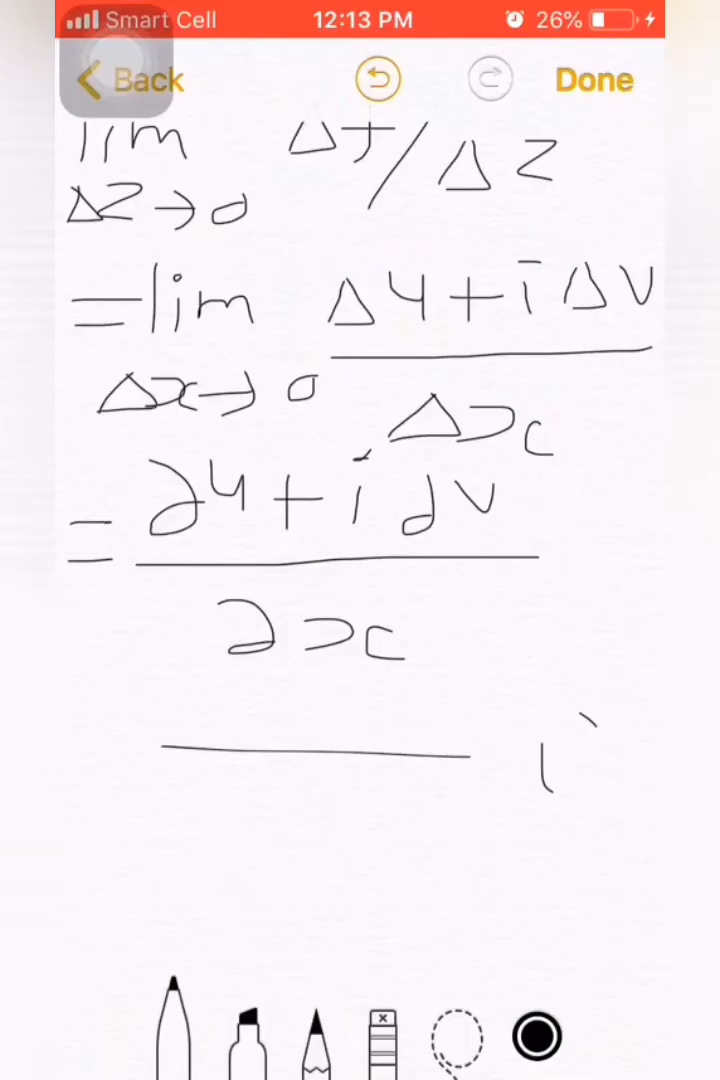 Smart Cell 12:13 PM 26%
Back Done
lim Δf/Δz
Δz→0
=lim Δu+iΔv
Δx→0 Δx
= ∂u+i∂v
∂x
_____ i